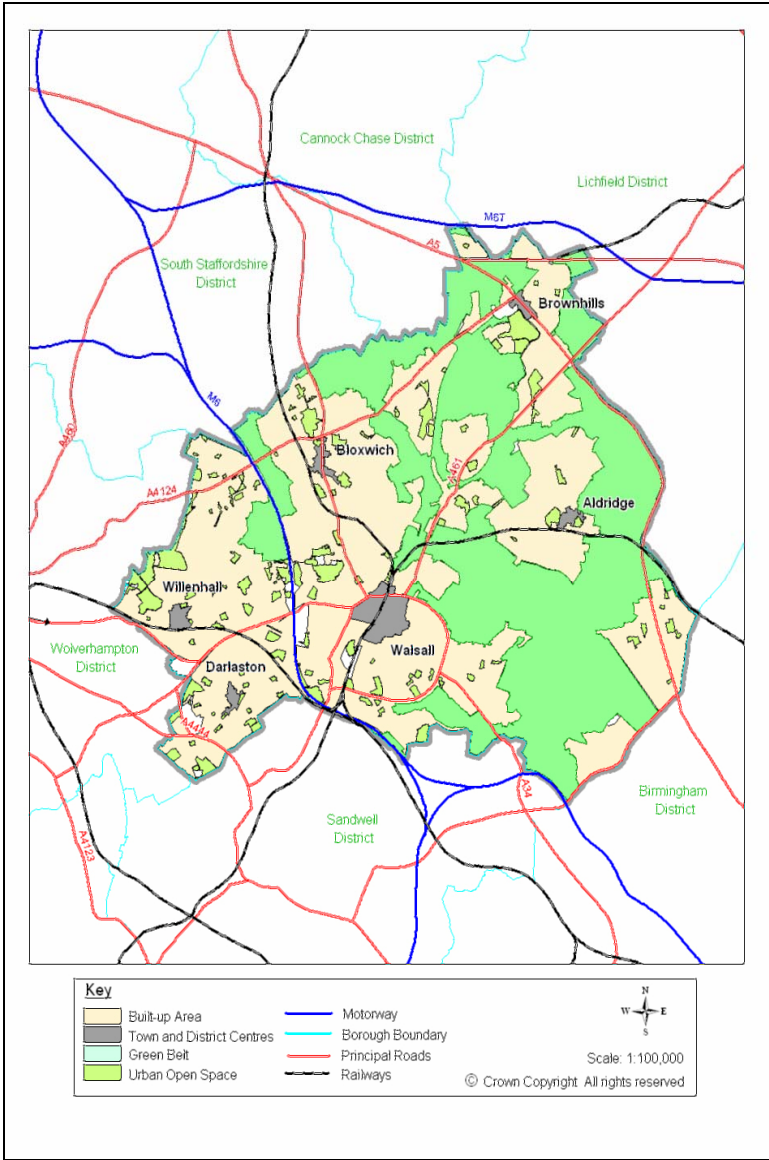 Cannock Chase District
Lichfield District
M6T
A5
South Staffordshire
District
Brownhills
M6
A460
Bloxwich
A461
A4124
Aldridge
Willenhall
Wolverhampton
District
Walsall
Darlaston
A4444
Birmingham
District
A34
Sandwell
District
A4123
Key
Built-up Area
Town and District Centres
Green Belt
Urban Open Space
Motorway
Borough Boundary
Principal Roads
Railways
N
W E
S
Scale: 1:100,000
© Crown Copyright All rights reserved